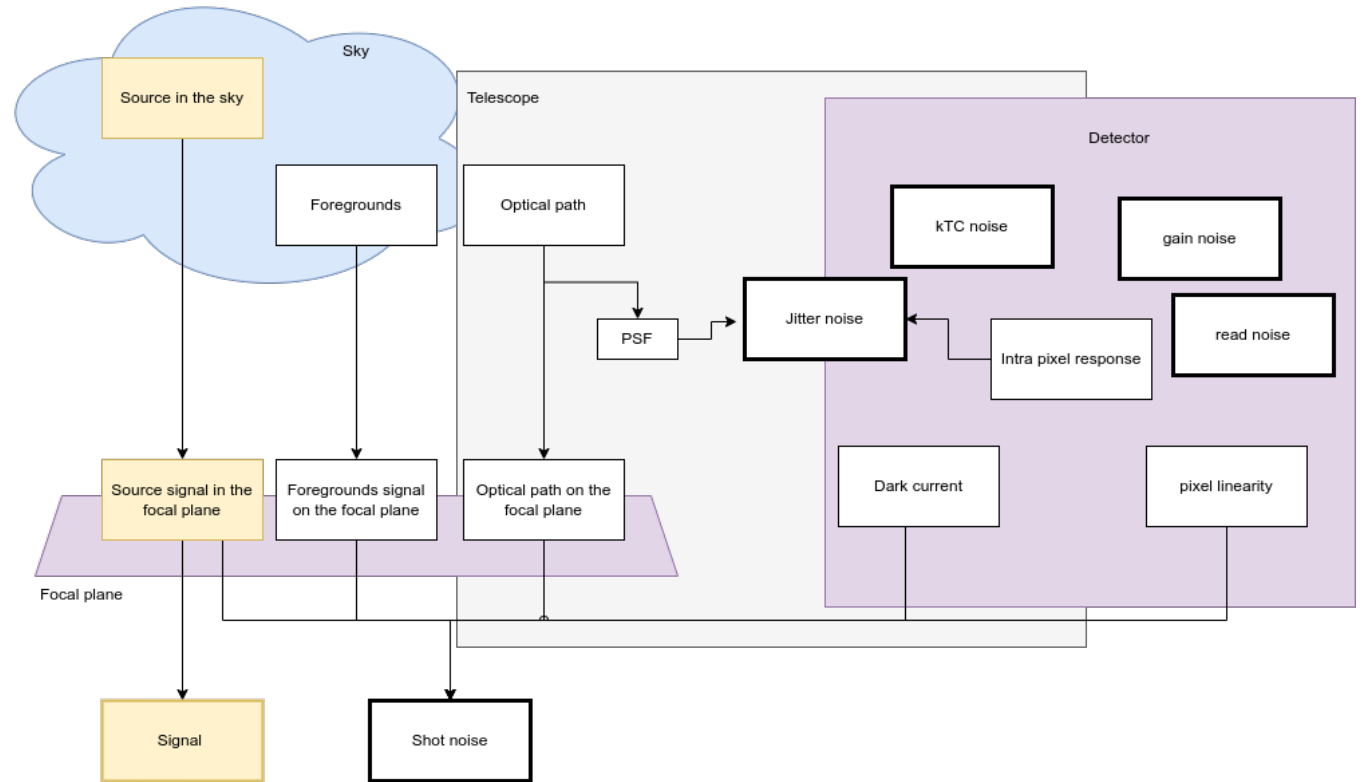 Sky
Source in the sky
Telescope
Detector
Foregrounds
Optical path
kTC noise
gain noise
Jitter noise
PSF
Intra pixel response
read noise
Source signal in the
focal plane
Foregrounds signal
on the focal plane
Optical path on the
focal plane
Dark current
pixel linearity
Focal plane
Signal
Shot noise